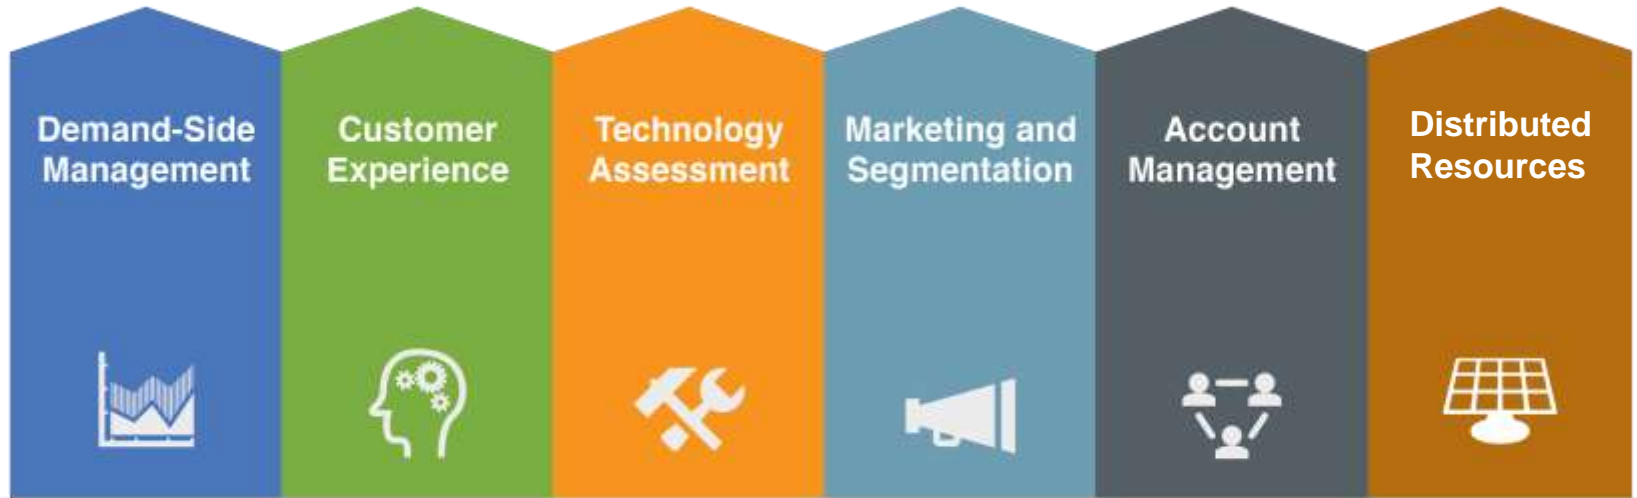 Demand-Side
Management
Customer
Experience
Technology
Assessment
Marketing and
Segmentation
Account
Management
Distributed
Resources